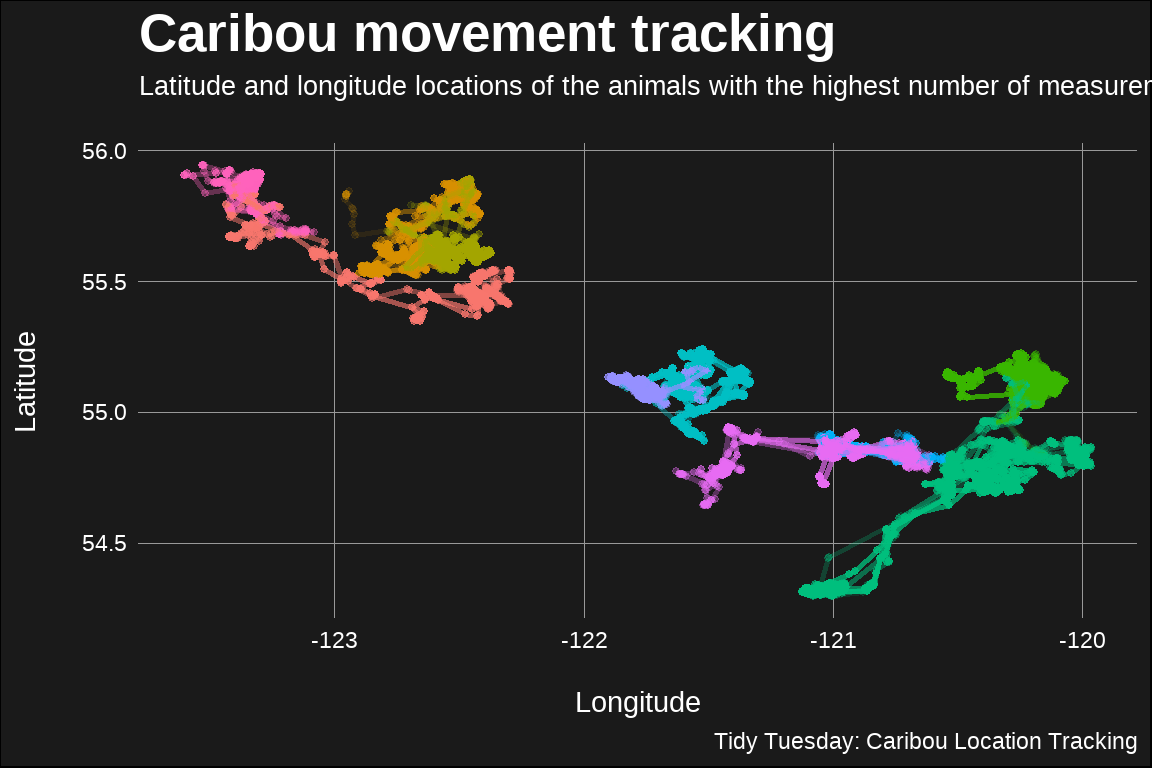 Caribou movement tracking
Latitude and longitude locations of the animals with the highest number of
56.0
55.5
55.0
54.5
Latitude
-123 -122 -121 -120
Longitude
Tidy Tuesday: Caribou Location Tracking